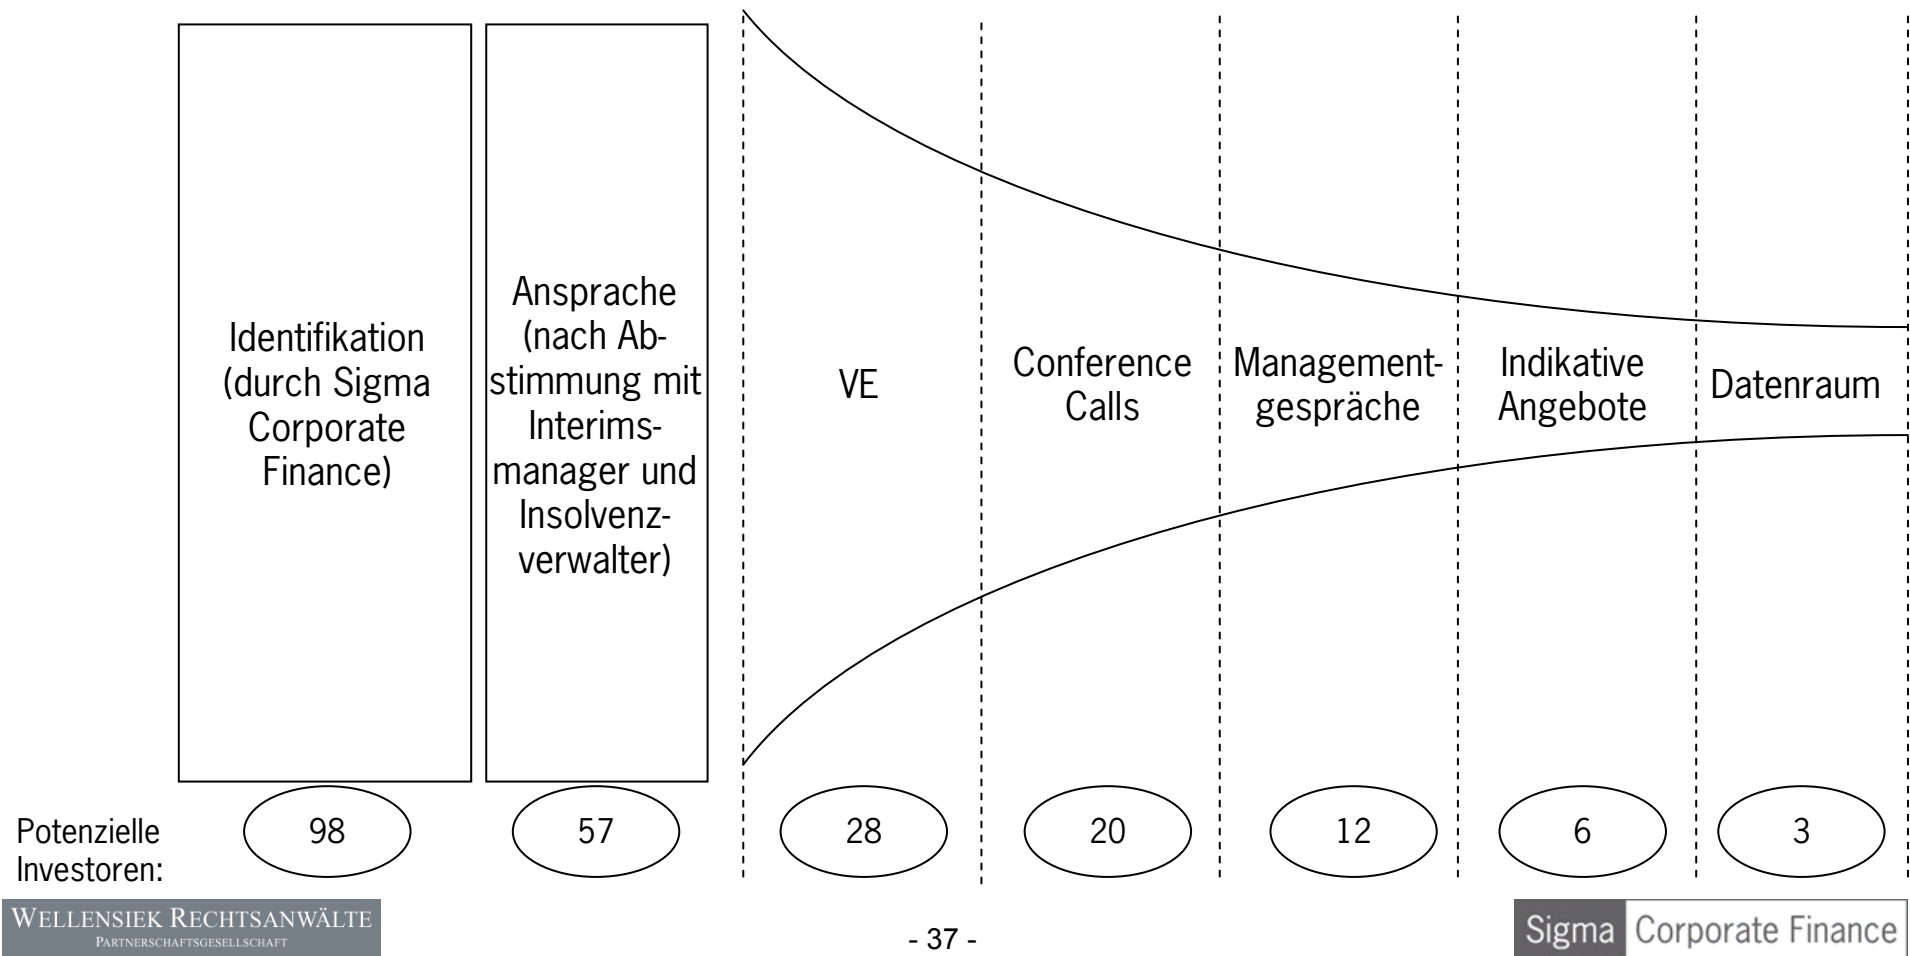 Identifikation
(durch Sigma
Corporate
Finance)
Ansprache
(nach Ab-
stimmung mit
Interims-
manager und
Insolvenz-
verwalter)
VE
Conference
Calls
Management-
gespräche
Indikative
Angebote
Datenraum
Potenzielle
Investoren:
98
57
28
20
12
6
3
WELLENSIEK RECHTSANWÄLTE
PARTNERSCHAFTSGESELLSCHAFT
- 37 -
Sigma Corporate Finance